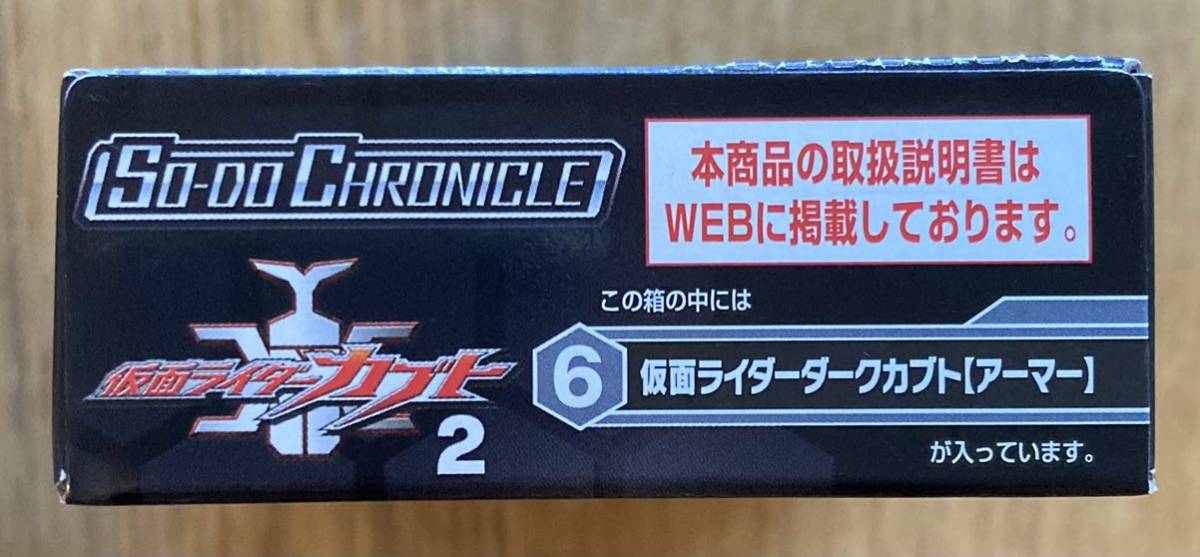 SO-DO CHRONICLE
本商品の取扱説明書は
WEBに掲載しております。
仮面ライダーカブト
2
この箱の中には
6 仮面ライダーダークカブト【アーマー】
が入っています。